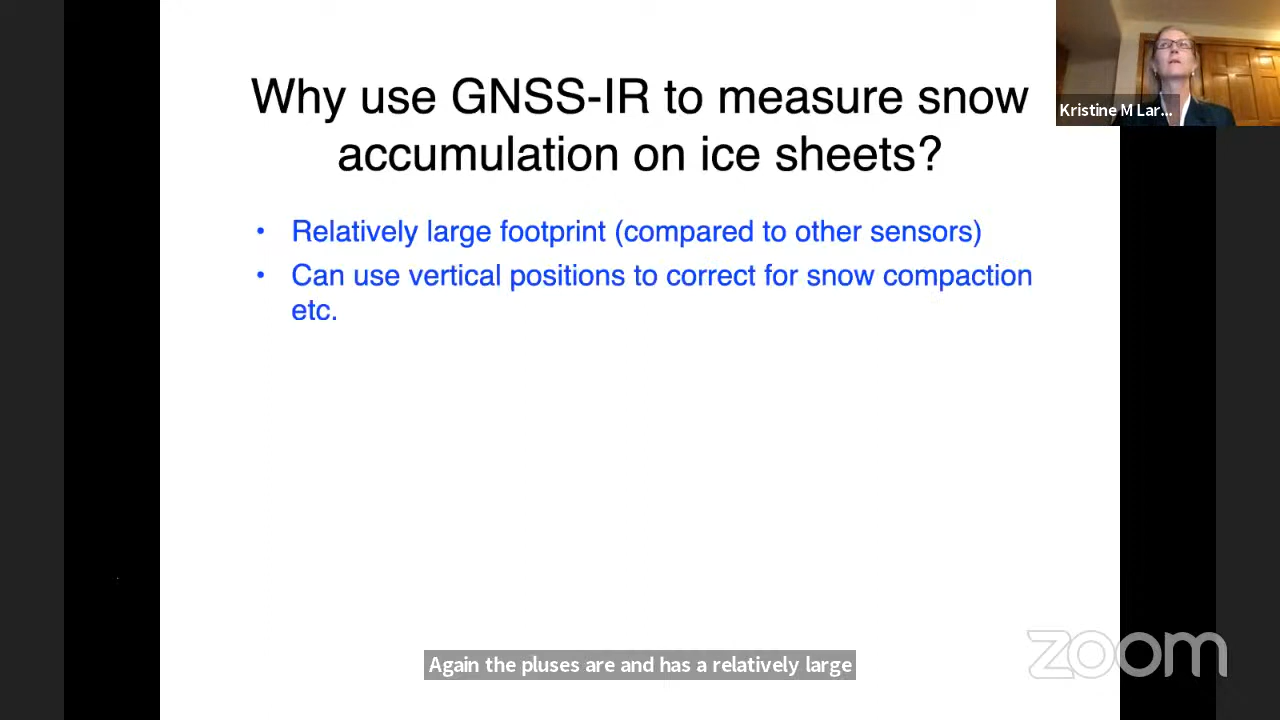 Why use GNSS-IR to measure snow
accumulation on ice sheets?
• Relatively large footprint (compared to other sensors)
• Can use vertical positions to correct for snow compaction
etc.
Kristine M Lar...
Again the pluses are and has a relatively large
zoom